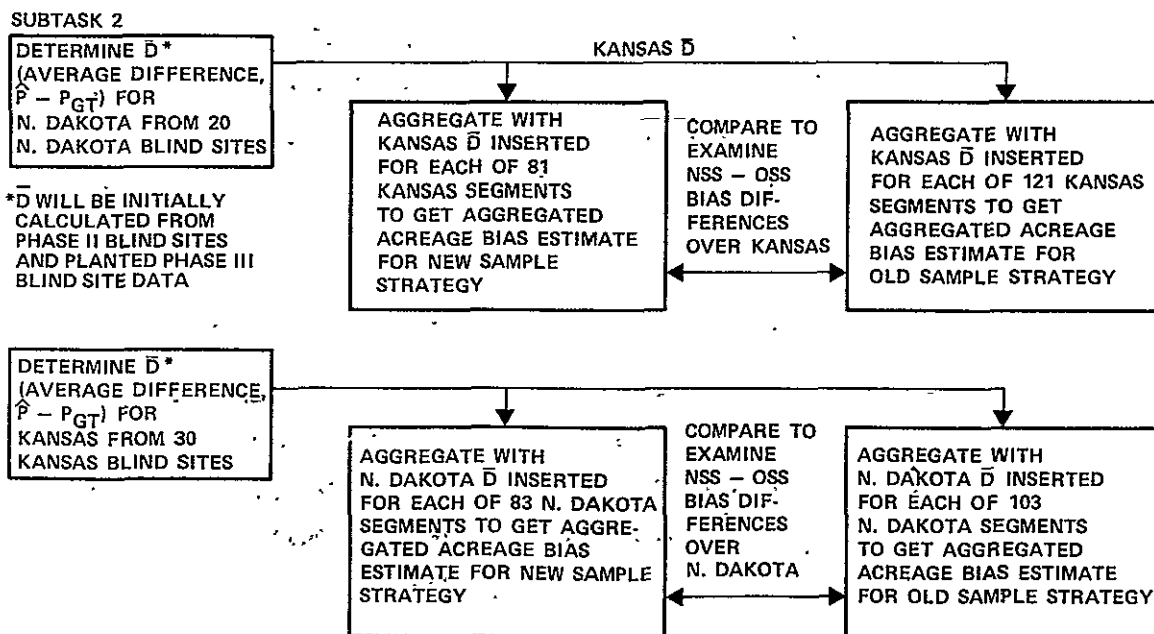 SUBTASK 2
DETERMINE D̄*
(AVERAGE DIFFERENCE,
P̂ – P_GT) FOR
N. DAKOTA FROM 20
N. DAKOTA BLIND SITES
*D̄ WILL BE INITIALLY
CALCULATED FROM
PHASE II BLIND SITES
AND PLANTED PHASE III
BLIND SITE DATA
KANSAS D̄
AGGREGATE WITH
KANSAS D̄ INSERTED
FOR EACH OF 81
KANSAS SEGMENTS
TO GET AGGREGATED
ACREAGE BIAS ESTIMATE
FOR NEW SAMPLE
STRATEGY
COMPARE TO
EXAMINE
NSS – OSS
BIAS DIF-
FERENCES
OVER KANSAS
AGGREGATE WITH
KANSAS D̄ INSERTED
FOR EACH OF 121 KANSAS
SEGMENTS TO GET
AGGREGATED ACREAGE
BIAS ESTIMATE FOR
OLD SAMPLE STRATEGY
DETERMINE D̄*
(AVERAGE DIFFERENCE,
P̂ – P_GT) FOR
KANSAS FROM 30
KANSAS BLIND SITES
AGGREGATE WITH
N. DAKOTA D̄ INSERTED
FOR EACH OF 83 N. DAKOTA
SEGMENTS TO GET AGGRE-
GATED ACREAGE BIAS
ESTIMATE FOR NEW SAMPLE
STRATEGY
COMPARE TO
EXAMINE
NSS – OSS
BIAS DIF-
FERENCES
OVER
N. DAKOTA
AGGREGATE WITH
N. DAKOTA D̄ INSERTED
FOR EACH OF 103
N. DAKOTA SEGMENTS
TO GET AGGREGATED
ACREAGE BIAS ESTIMATE
FOR OLD SAMPLE STRATEGY